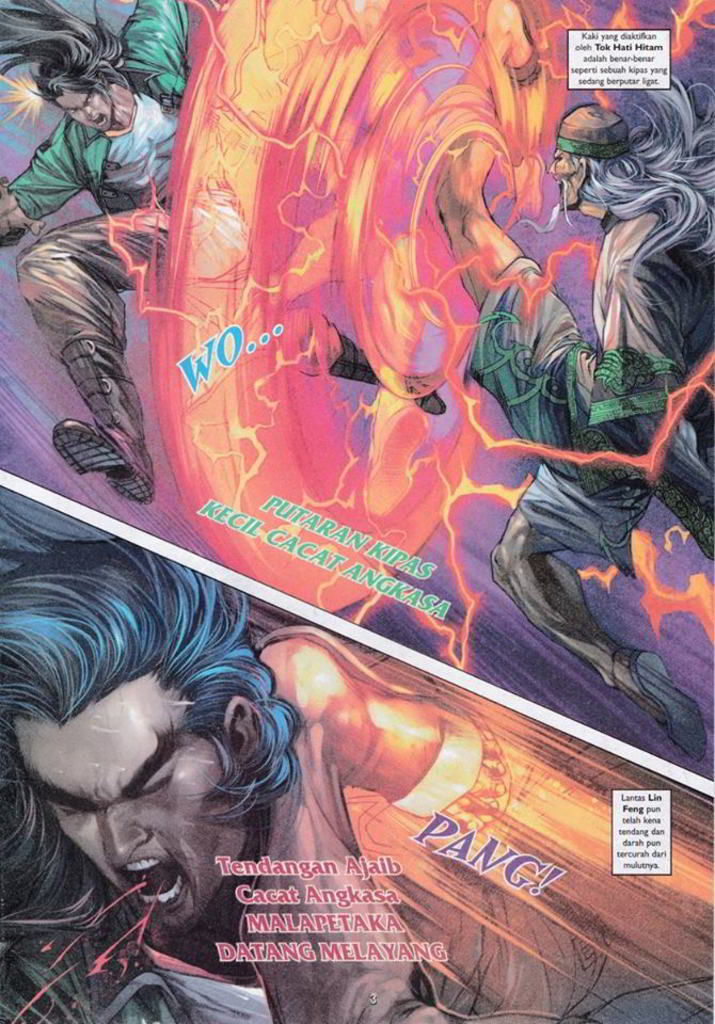 Kaki yang diaktifkan
oleh Tok Hati Hitam
adalah benar-benar
seperti sebuah kipas yang
sedang berputar ligat.
WO...
PUTARAN KIPAS
KECIL CACAT ANGKASA
Lantas Lin
Feng pun
telah kena
tendang dan
darah pun
tercurah dari
mulutnya.
PANG!
Tendangan Ajaib
Cacat Angkasa
MALAPETAKA
DATANG MELAYANG
3